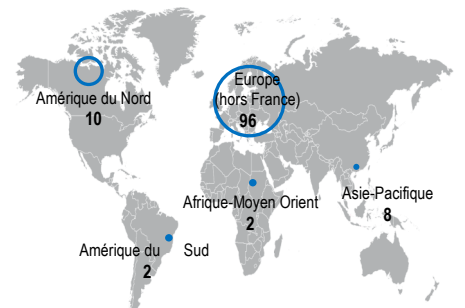 Europe
(hors France)
96
Amérique du Nord
10
Asie-Pacifique
8
Afrique-Moyen Orient
2
Amérique du Sud
2